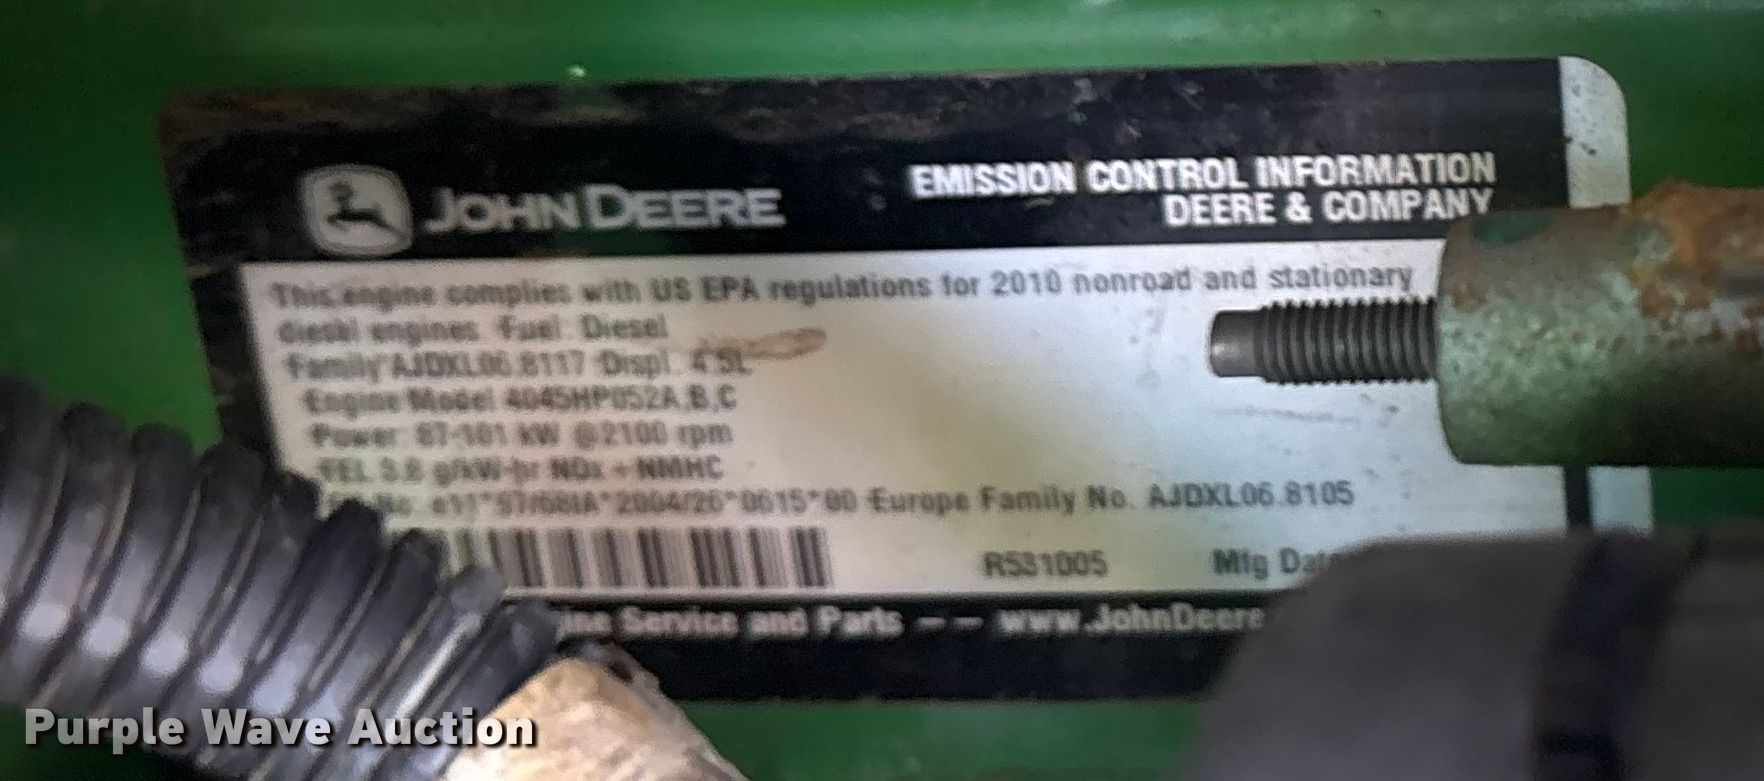 JOHN DEERE
EMISSION CONTROL INFORMATION
DEERE & COMPANY
This engine complies with US EPA regulations for 2010 nonroad and stationary
diesel engines. Fuel: Diesel
Family AJDXL06.8117 Displ. 4.5L
Engine Model 4045HP052A,B,C
Power: 87-101 kW @2100 rpm
FEL 3.8 g/kW-hr NOx + NMHC
e11*97/68IA*2004/26*0615*00 Europe Family No. AJDXL06.8105
R531005 Mfg Date
Service and Parts -- www.JohnDeere
Purple Wave Auction